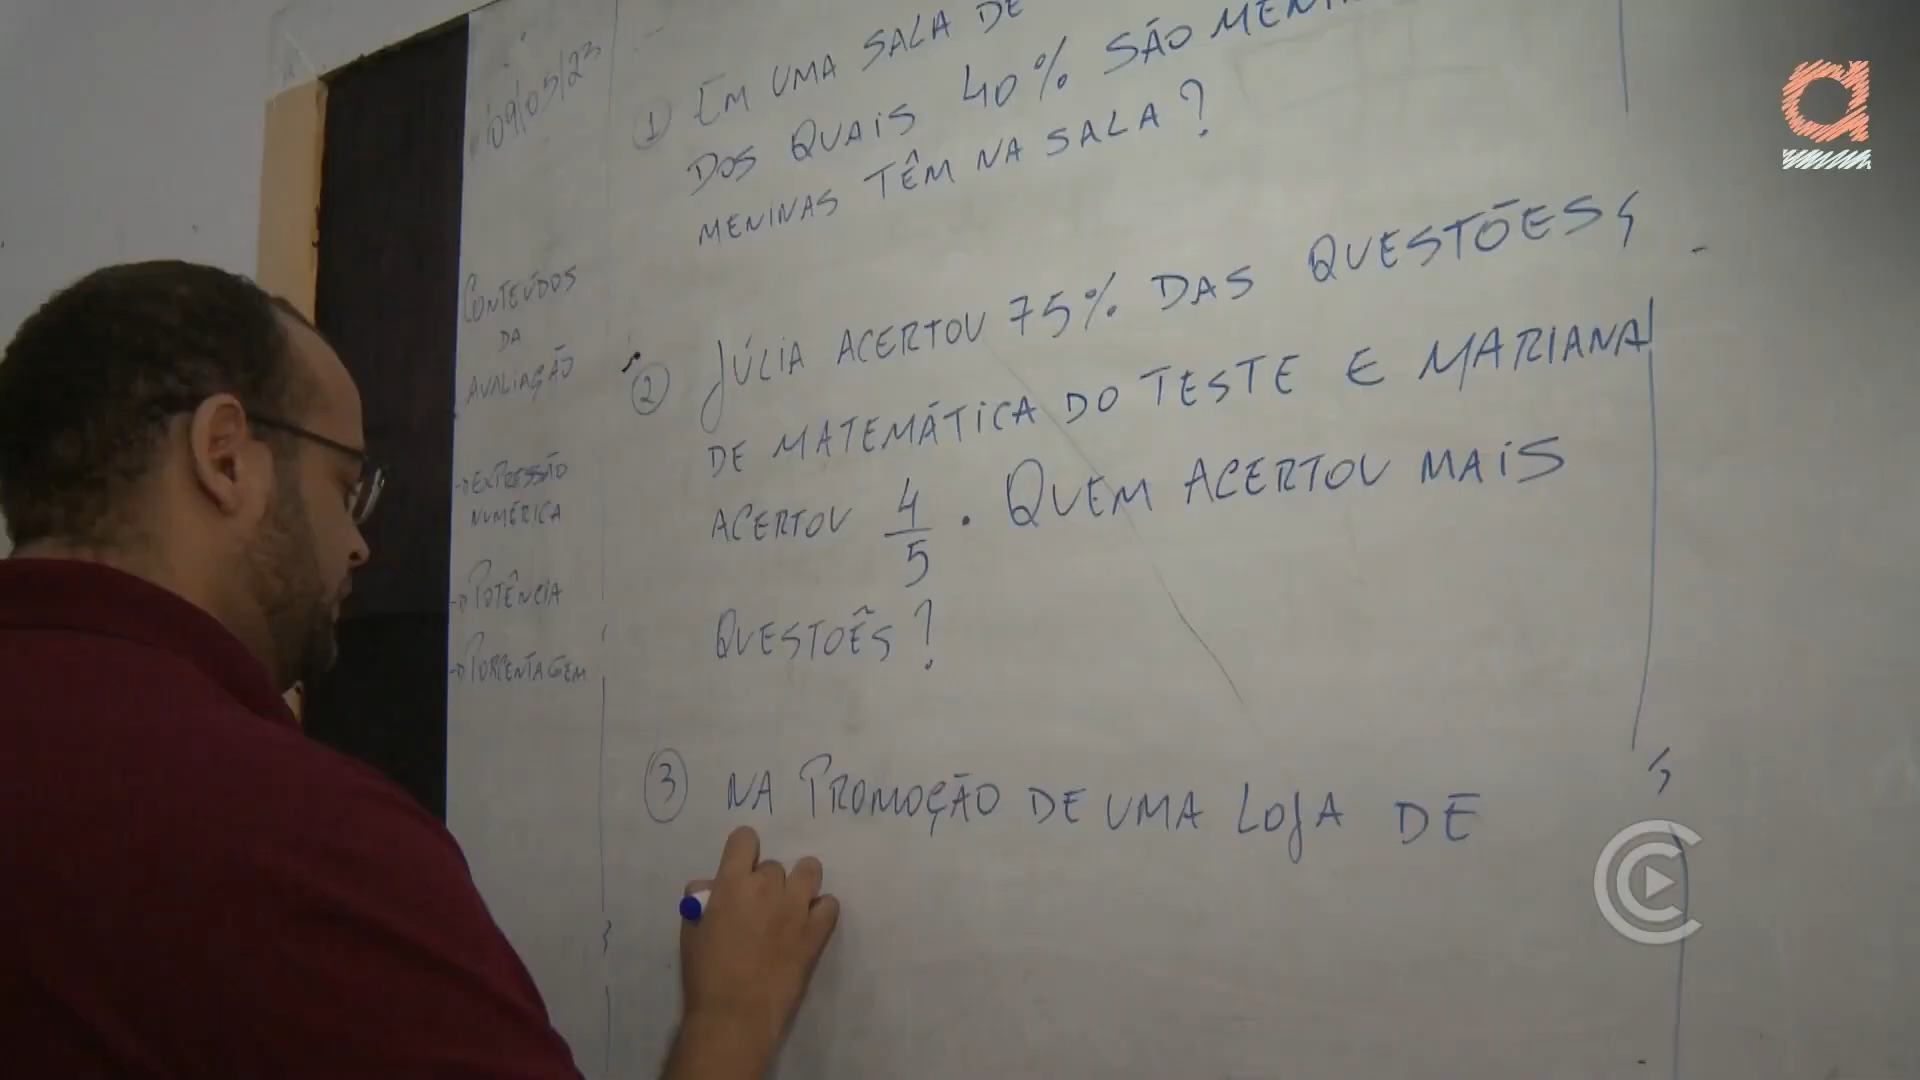 09/05/23
CONTEÚDOS
DA
AVALIAÇÃO
→ EXPRESSÃO
NUMÉRICA
→ POTÊNCIA
→ PORCENTAGEM
① EM UMA SALA DE
DOS QUAIS 40% SÃO
MENINAS TÊM NA SALA?
② JÚLIA ACERTOU 75% DAS QUESTÕES
DE MATEMÁTICA DO TESTE E MARIANA
ACERTOU 4/5. QUEM ACERTOU MAIS
QUESTOẼS?
③ NA PROMOÇÃO DE UMA LOJA DE
a